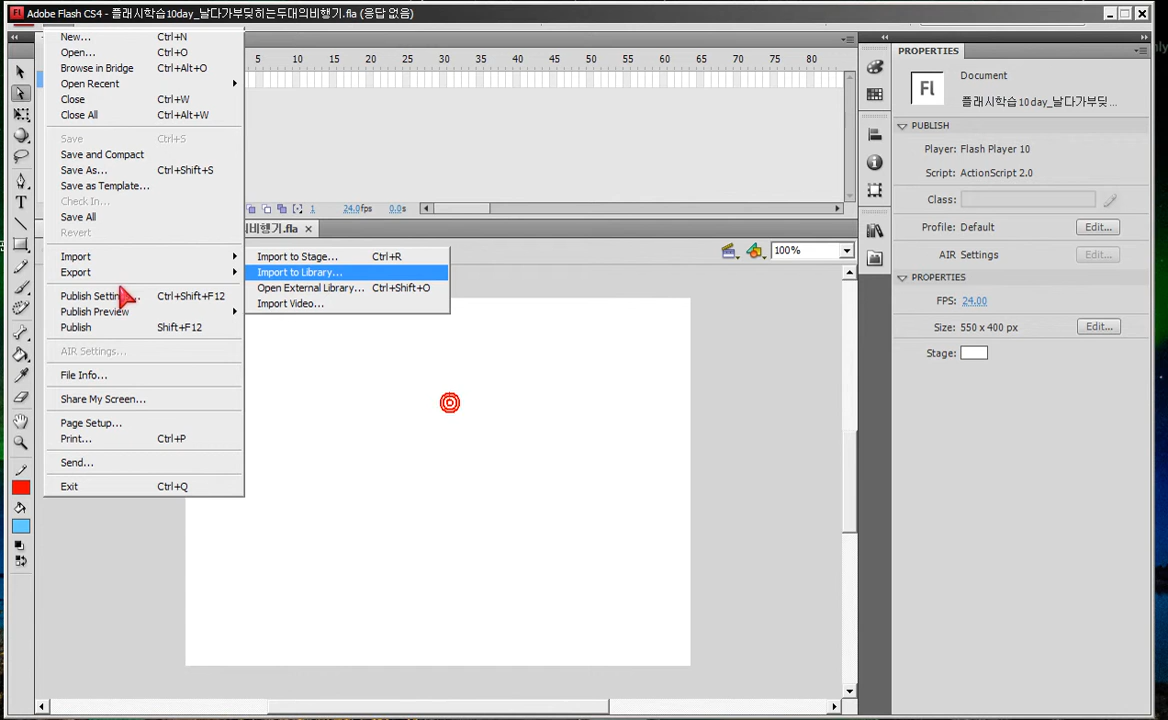 Adobe Flash CS4 - 플래시학습10day_날다가부딪히는두대의비행기.fla (응답 없음)
New... Ctrl+N
Open... Ctrl+O
Browse in Bridge Ctrl+Alt+O
Open Recent
Close Ctrl+W
Close All Ctrl+Alt+W
Save Ctrl+S
Save and Compact
Save As... Ctrl+Shift+S
Save as Template...
Check In...
Save All
Revert
Import
Export
Publish Ctrl+Shift+F12
Publish Preview
Publish Shift+F12
AIR Settings...
File Info...
Share My Screen...
Page Setup...
Print... Ctrl+P
Send...
Exit Ctrl+Q
Import to Stage... Ctrl+R
Import to Library...
Open External Library... Ctrl+Shift+O
Import Video...
5 10 15 20 25 30 35 40 45 50 55 60 65 70 75 80
1 24.0fps 0.0s
비행기.fla
100%
PROPERTIES
Fl
Document
플래시학습10day_날다가부딪...
PUBLISH
Player: Flash Player 10
Script: ActionScript 2.0
Class:
Profile: Default Edit...
AIR Settings Edit...
PROPERTIES
FPS: 24.00
Size: 550 x 400 px Edit...
Stage: